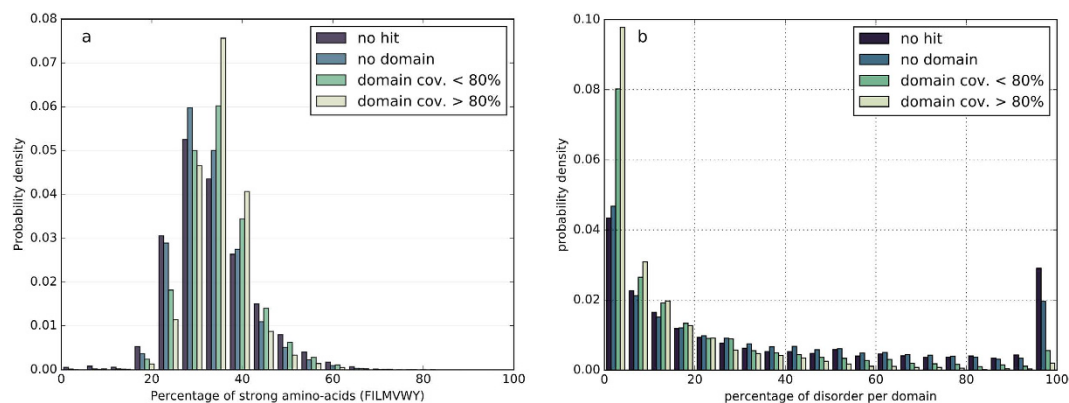 a
no hit
no domain
domain cov. < 80%
domain cov. > 80%
0.08
0.07
0.06
0.05
0.04
0.03
0.02
0.01
0.00
Probability density
0 20 40 60 80 100
Percentage of strong amino-acids (FILMVWY)
b
no hit
no domain
domain cov. < 80%
domain cov. > 80%
0.10
0.08
0.06
0.04
0.02
0.00
probability density
0 20 40 60 80 100
percentage of disorder per domain